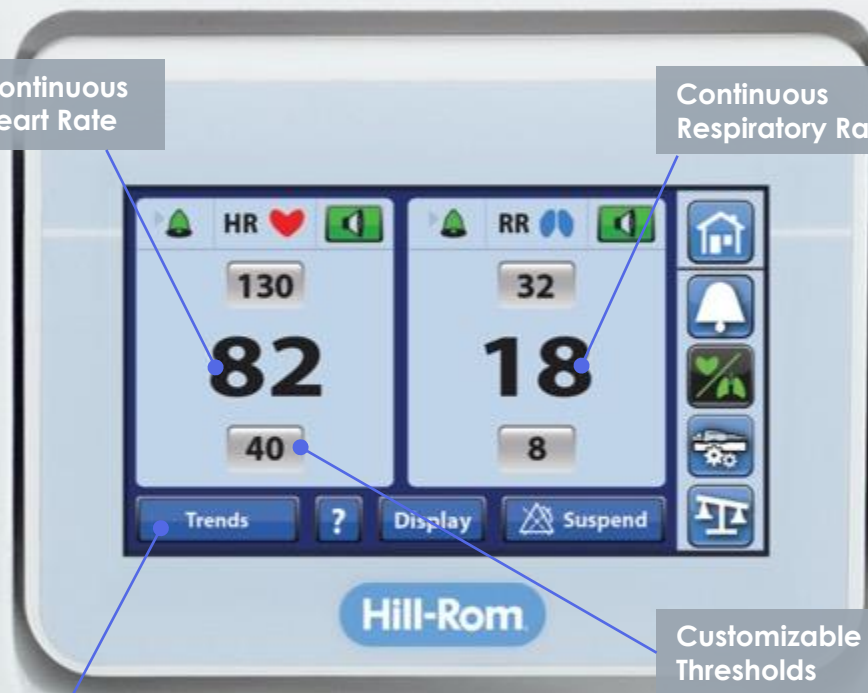 ontinuous
eart Rate
Continuous
Respiratory Ra
HR
RR
130
32
82
18
40
8
Trends
?
Display
Suspend
Hill-Rom
Customizable
Thresholds